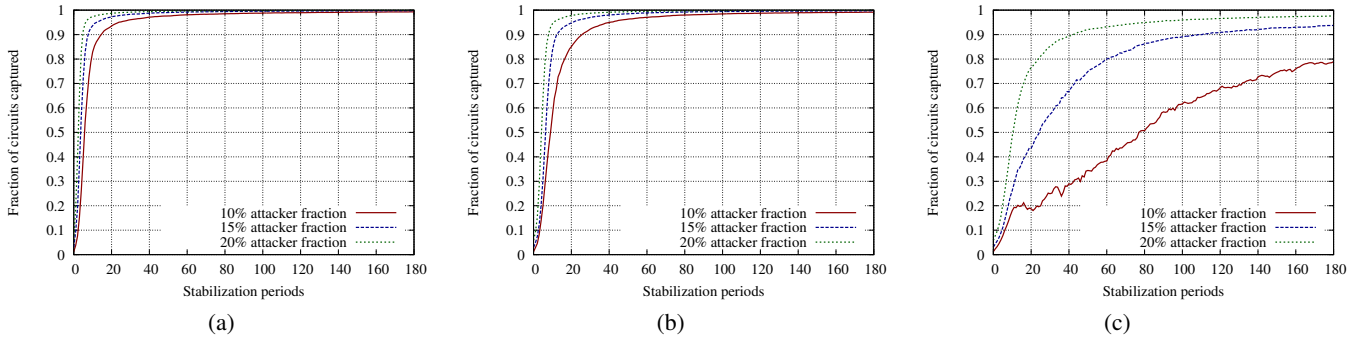 Fraction of circuits captured
1
0.9
0.8
0.7
0.6
0.5
0.4
0.3
0.2
0.1
0
10% attacker fraction
15% attacker fraction
20% attacker fraction
0 20 40 60 80 100 120 140 160 180
Stabilization periods
(a)
Fraction of circuits captured
1
0.9
0.8
0.7
0.6
0.5
0.4
0.3
0.2
0.1
0
10% attacker fraction
15% attacker fraction
20% attacker fraction
0 20 40 60 80 100 120 140 160 180
Stabilization periods
(b)
Fraction of circuits captured
1
0.9
0.8
0.7
0.6
0.5
0.4
0.3
0.2
0.1
0
10% attacker fraction
15% attacker fraction
20% attacker fraction
0 20 40 60 80 100 120 140 160 180
Stabilization periods
(c)